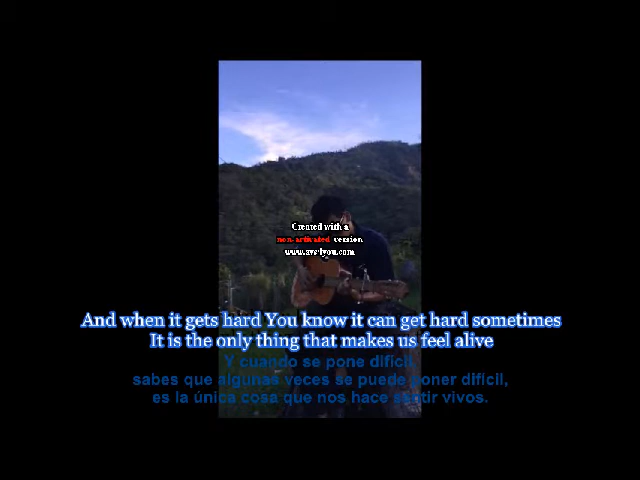 Created with a
non-activated version
www.avs4you.com
And when it gets hard You know it can get hard sometimes
It is the only thing that makes us feel alive
Y cuando se pone difícil,
sabes que algunas veces se puede poner difícil,
es la única cosa que nos hace sentir vivos.